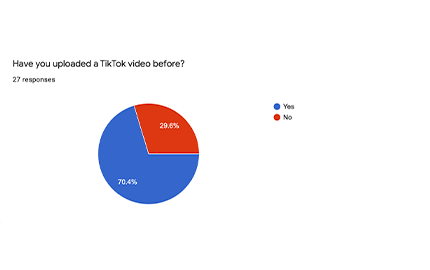 Have you uploaded a TikTok video before?
27 responses
Yes
No
29.6%
70.4%